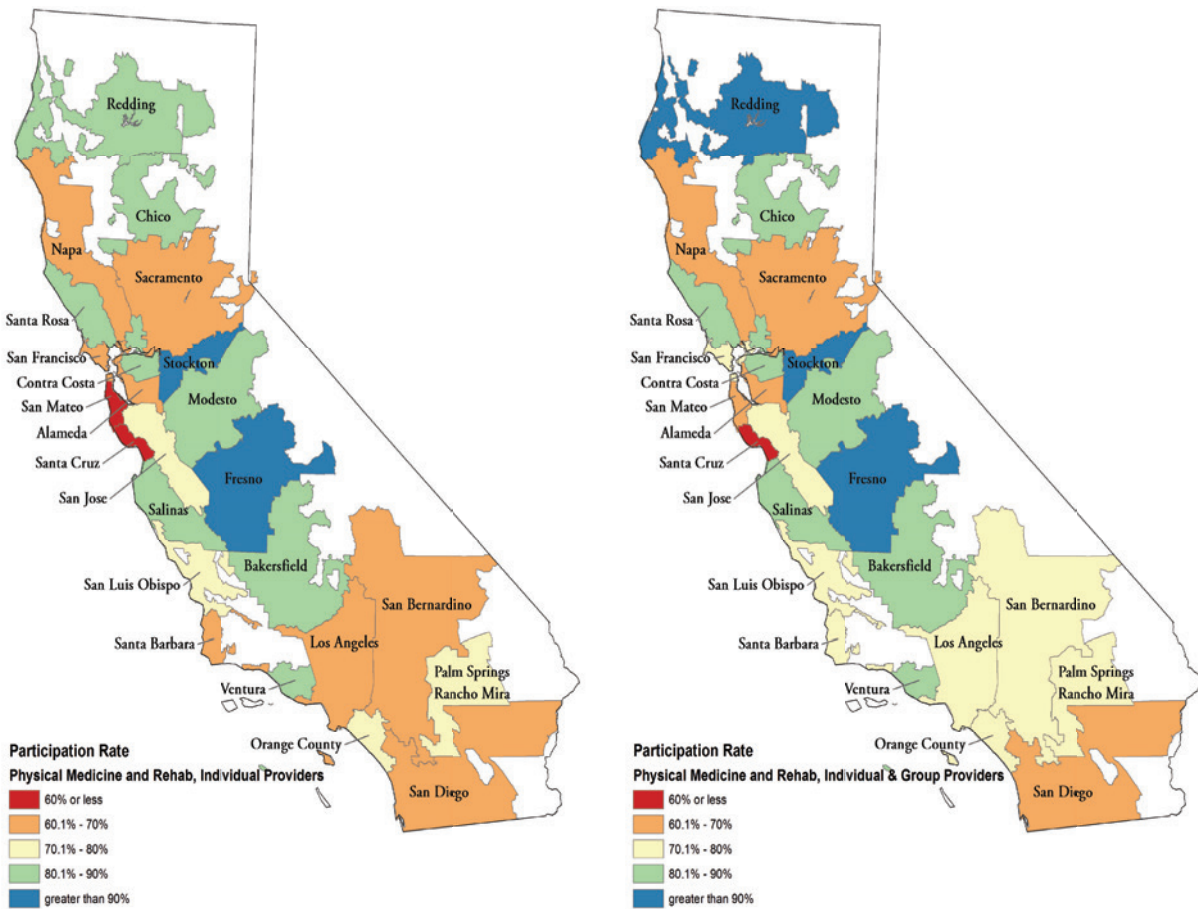 Redding
Chico
Napa
Sacramento
Santa Rosa
San Francisco
Stockton
Contra Costa
San Mateo
Modesto
Alameda
Santa Cruz
Fresno
San Jose
Salinas
Bakersfield
San Luis Obispo
San Bernardino
Santa Barbara
Los Angeles
Palm Springs
Rancho Mira
Ventura
Orange County
San Diego
Participation Rate
Physical Medicine and Rehab, Individual Providers
60% or less
60.1% - 70%
70.1% - 80%
80.1% - 90%
greater than 90%
Redding
Chico
Napa
Sacramento
Santa Rosa
San Francisco
Stockton
Contra Costa
San Mateo
Modesto
Alameda
Santa Cruz
Fresno
San Jose
Salinas
Bakersfield
San Luis Obispo
San Bernardino
Santa Barbara
Los Angeles
Palm Springs
Rancho Mira
Ventura
Orange County
San Diego
Participation Rate
Physical Medicine and Rehab, Individual & Group Providers
60% or less
60.1% - 70%
70.1% - 80%
80.1% - 90%
greater than 90%